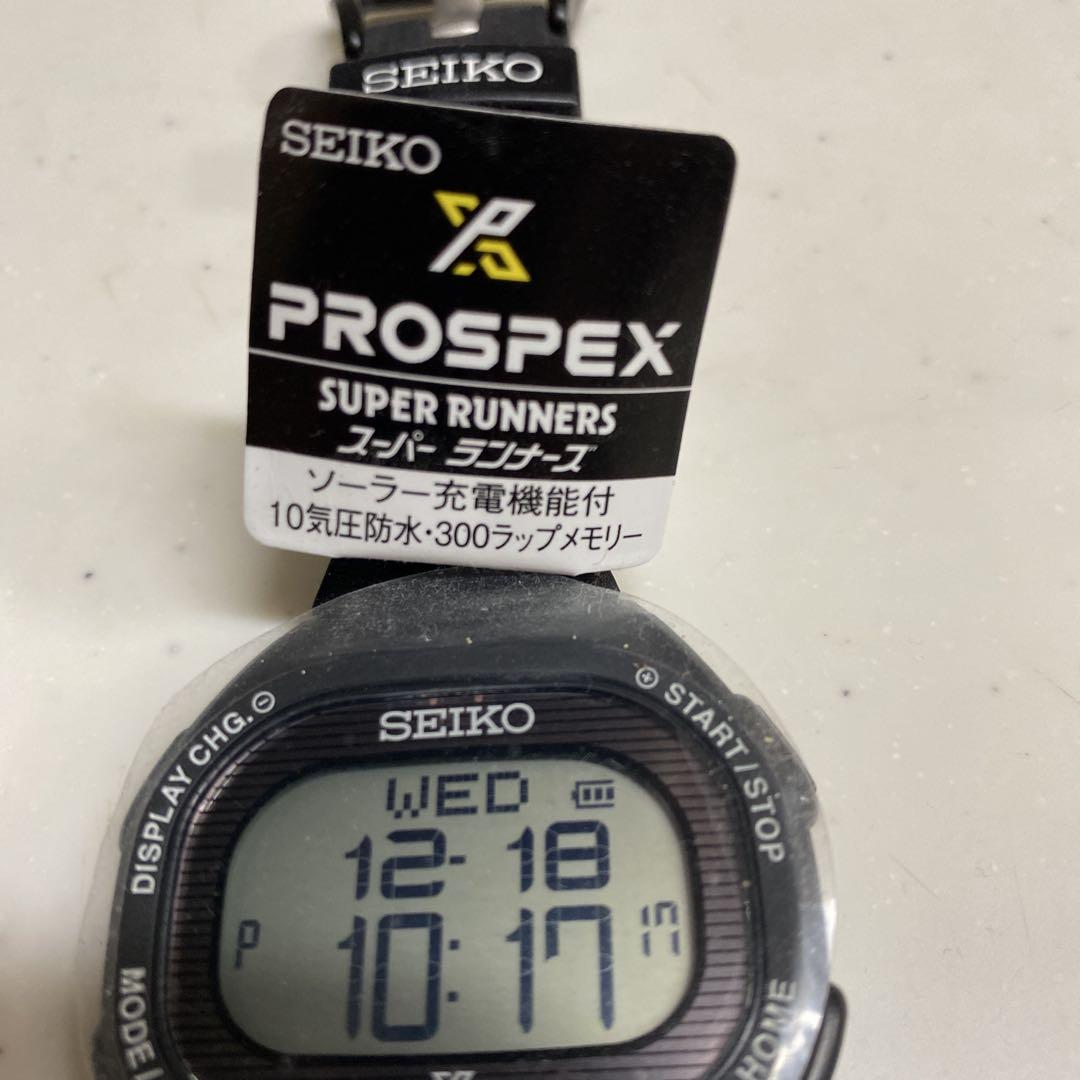 SEIKO
SEIKO
PROSPEX
SUPER RUNNERS
スーパー ランナーズ
ソーラー充電機能付
10気圧防水・300ラップメモリー
DISPLAY CHG. ⊖
⊕ START / STOP
SEIKO
WED
12-18
P 10:17 17
MODE
HOME